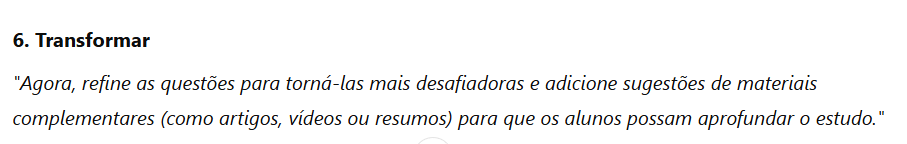 6. Transformar
"Agora, refine as questões para torná-las mais desafiadoras e adicione sugestões de materiais
complementares (como artigos, vídeos ou resumos) para que os alunos possam aprofundar o estudo."